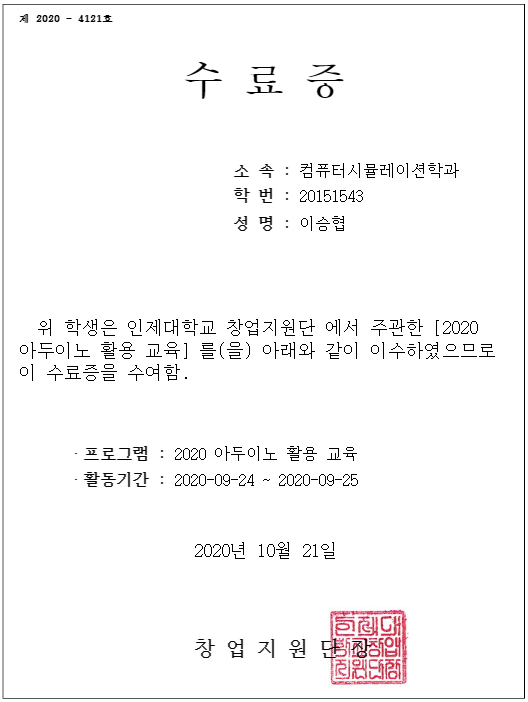 제 2020 - 4121호
수 료 증
소 속 : 컴퓨터시뮬레이션학과
학 번 : 20151543
성 명 : 이승협
위 학생은 인제대학교 창업지원단 에서 주관한 [2020
아두이노 활용 교육] 를(을) 아래와 같이 이수하였으므로
이 수료증을 수여함.
· 프로그램 : 2020 아두이노 활용 교육
· 활동기간 : 2020-09-24 ~ 2020-09-25
2020년 10월 21일
창 업 지 원 단 장